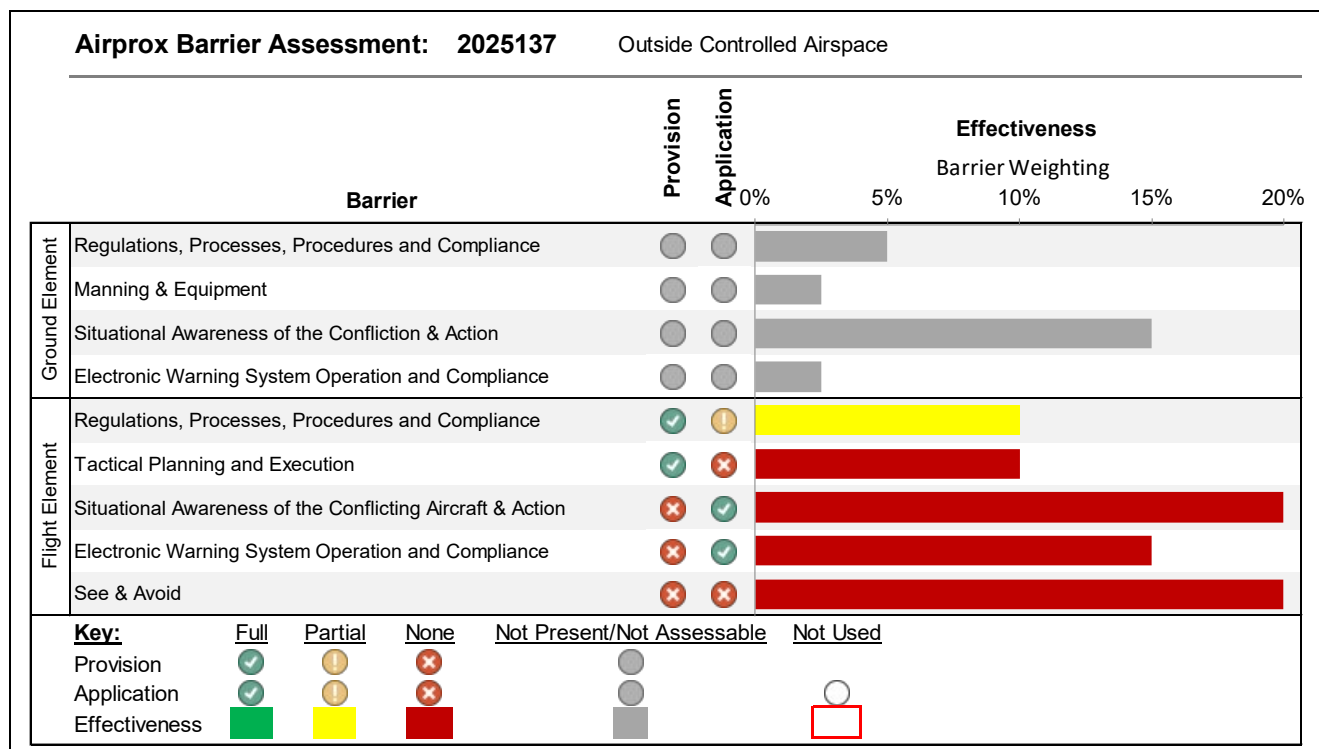 Airprox Barrier Assessment: 2025137 Outside Controlled Airspace
Provision
Application
Effectiveness
Barrier Weighting
Barrier
0% 5% 10% 15% 20%
Ground Element
Regulations, Processes, Procedures and Compliance
Manning & Equipment
Situational Awareness of the Confliction & Action
Electronic Warning System Operation and Compliance
Flight Element
Regulations, Processes, Procedures and Compliance
Tactical Planning and Execution
Situational Awareness of the Conflicting Aircraft & Action
Electronic Warning System Operation and Compliance
See & Avoid
Key: Full Partial None Not Present/Not Assessable Not Used
Provision
Application
Effectiveness